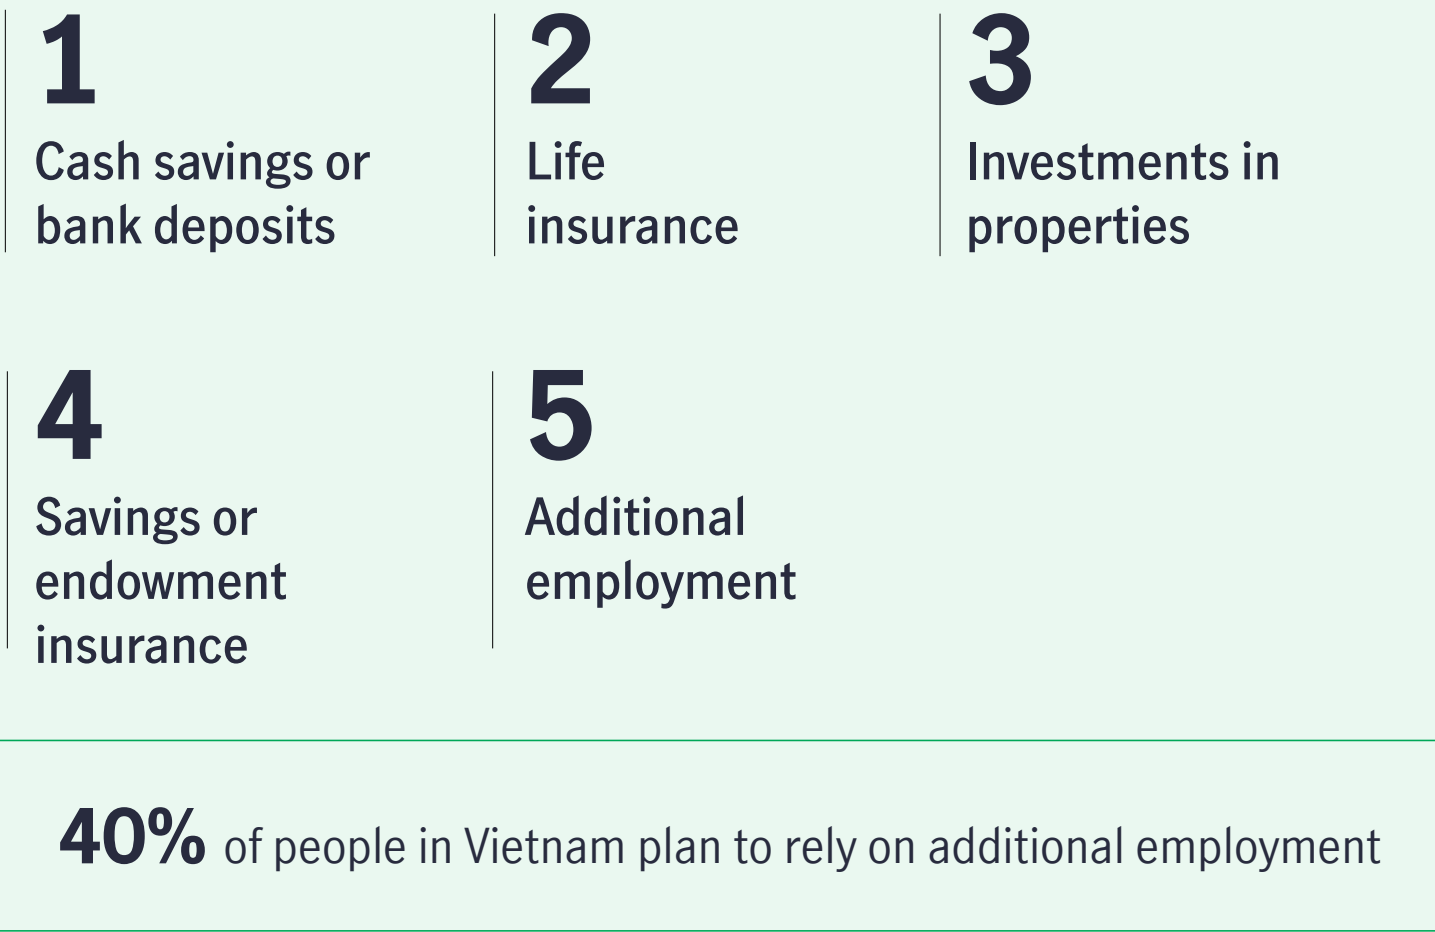 1
Cash savings or
bank deposits
2
Life
insurance
3
Investments in
properties
4
Savings or
endowment
insurance
5
Additional
employment
40% of people in Vietnam plan to rely on additional employment